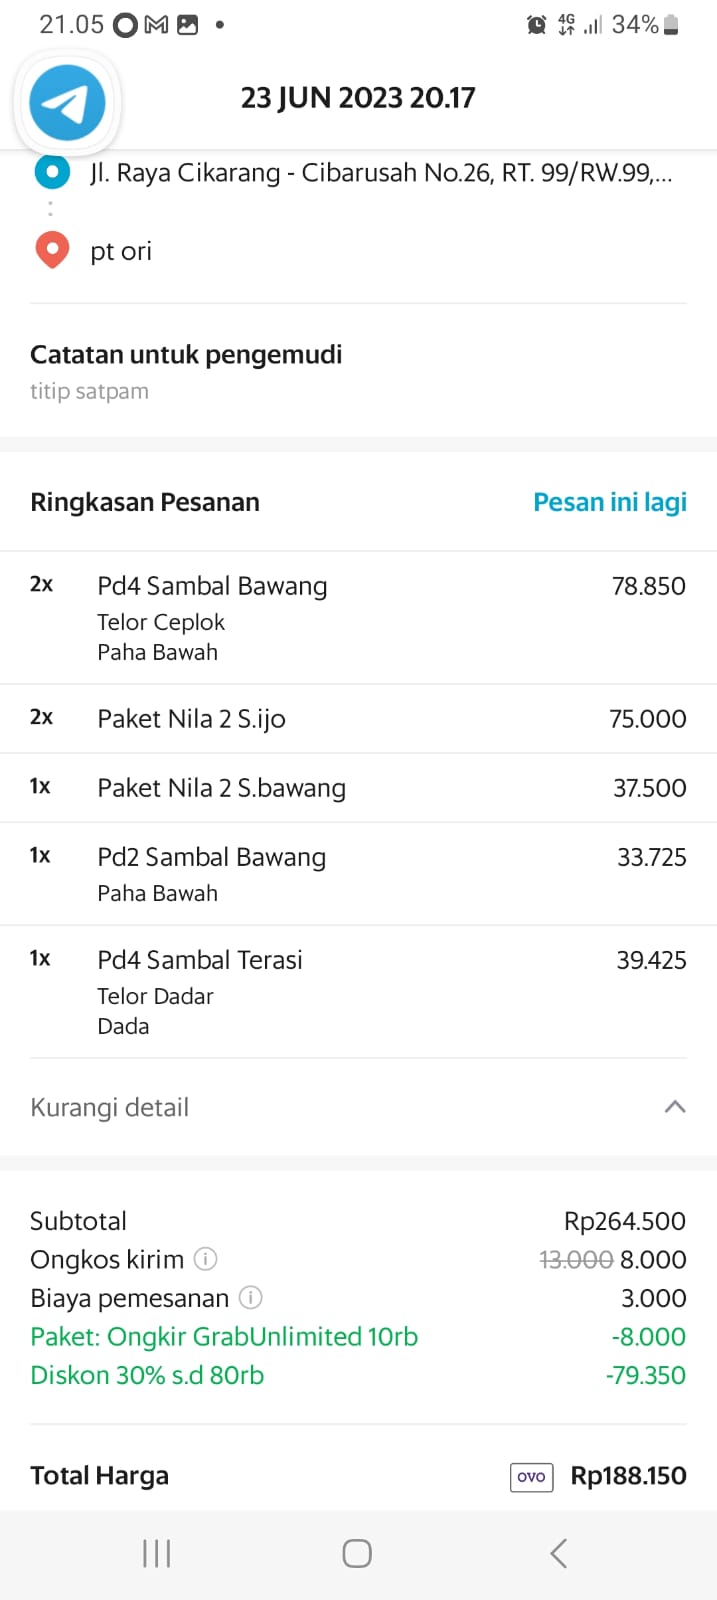 21.05
4G
34%
23 JUN 2023 20.17
Jl. Raya Cikarang - Cibarusah No.26, RT. 99/RW.99,...
pt ori
Catatan untuk pengemudi
titip satpam
Ringkasan Pesanan Pesan ini lagi
2x Pd4 Sambal Bawang 78.850
Telor Ceplok
Paha Bawah
2x Paket Nila 2 S.ijo 75.000
1x Paket Nila 2 S.bawang 37.500
1x Pd2 Sambal Bawang 33.725
Paha Bawah
1x Pd4 Sambal Terasi 39.425
Telor Dadar
Dada
Kurangi detail
Subtotal Rp264.500
Ongkos kirim 13.000 8.000
Biaya pemesanan 3.000
Paket: Ongkir GrabUnlimited 10rb -8.000
Diskon 30% s.d 80rb -79.350
Total Harga OVO Rp188.150